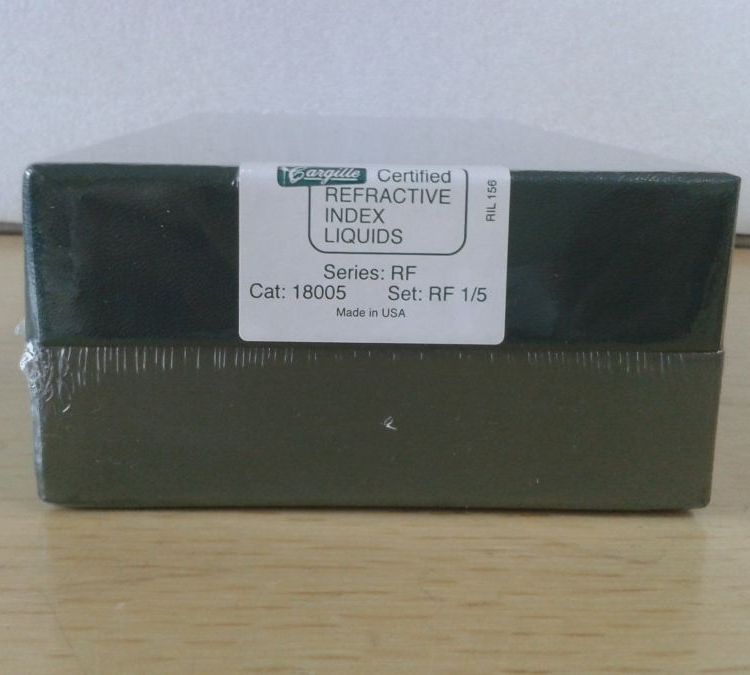 Cargille Certified
REFRACTIVE
INDEX
LIQUIDS
Series: RF
Cat: 18005 Set: RF 1/5
Made in USA
RIL 156